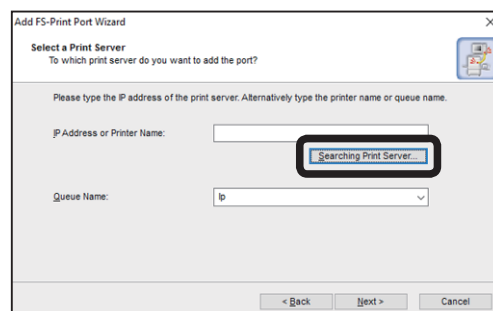 Add FS-Print Port Wizard
Select a Print Server
To which print server do you want to add the port?
Please type the IP address of the print server. Alternatively type the printer name or queue name.
IP Address or Printer Name:
Searching Print Server...
Queue Name:
lp
< Back
Next >
Cancel